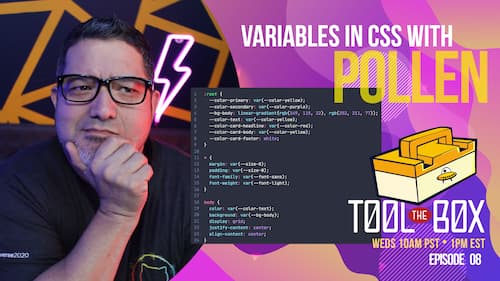 VARIABLES IN CSS WITH
POLLEN
:root {
--color-primary: var(--color-yellow);
--color-secondary: var(--color-purple);
--bg-body: linear-gradient(rgb(
--color-text: var(--color-yellow);
--color-card-headline: var(--color-red);
--color-card-body: var(--color-yellow);
--color-card-footer: white;
}
* {
margin: var(--size-0);
padding: var(--size-0);
font-family: var(--font-sans);
font-weight: var(--font-light);
}
body {
color: var(--color-text);
background: var(--bg-body);
display: grid;
justify-content: center;
align-content: center;
TOOL THE BOX
WEDS 10AM PST • 1PM EST
EPISODE 08
verse2020